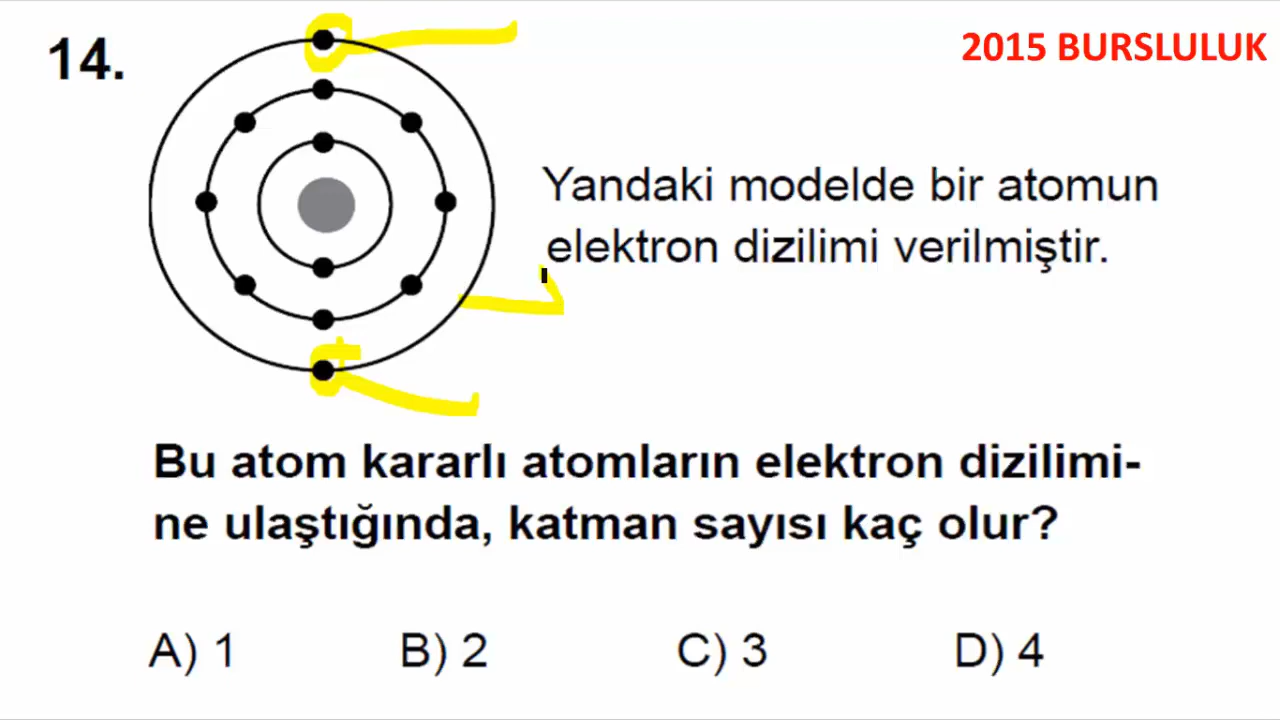 14.
2015 BURSLULUK
Yandaki modelde bir atomun
elektron dizilimi verilmiştir.
Bu atom kararlı atomların elektron dizilimi-
ne ulaştığında, katman sayısı kaç olur?
A) 1 B) 2 C) 3 D) 4